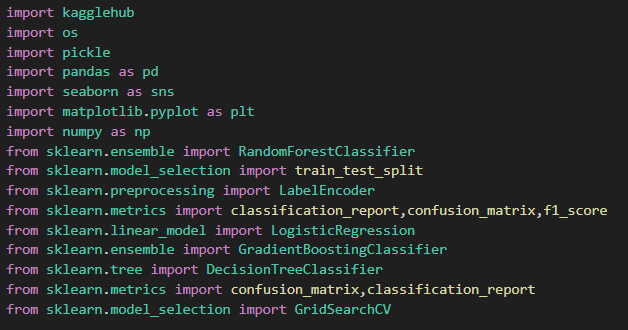 import kagglehub
import os
import pickle
import pandas as pd
import seaborn as sns
import matplotlib.pyplot as plt
import numpy as np
from sklearn.ensemble import RandomForestClassifier
from sklearn.model_selection import train_test_split
from sklearn.preprocessing import LabelEncoder
from sklearn.metrics import classification_report,confusion_matrix,f1_score
from sklearn.linear_model import LogisticRegression
from sklearn.ensemble import GradientBoostingClassifier
from sklearn.tree import DecisionTreeClassifier
from sklearn.metrics import confusion_matrix,classification_report
from sklearn.model_selection import GridSearchCV